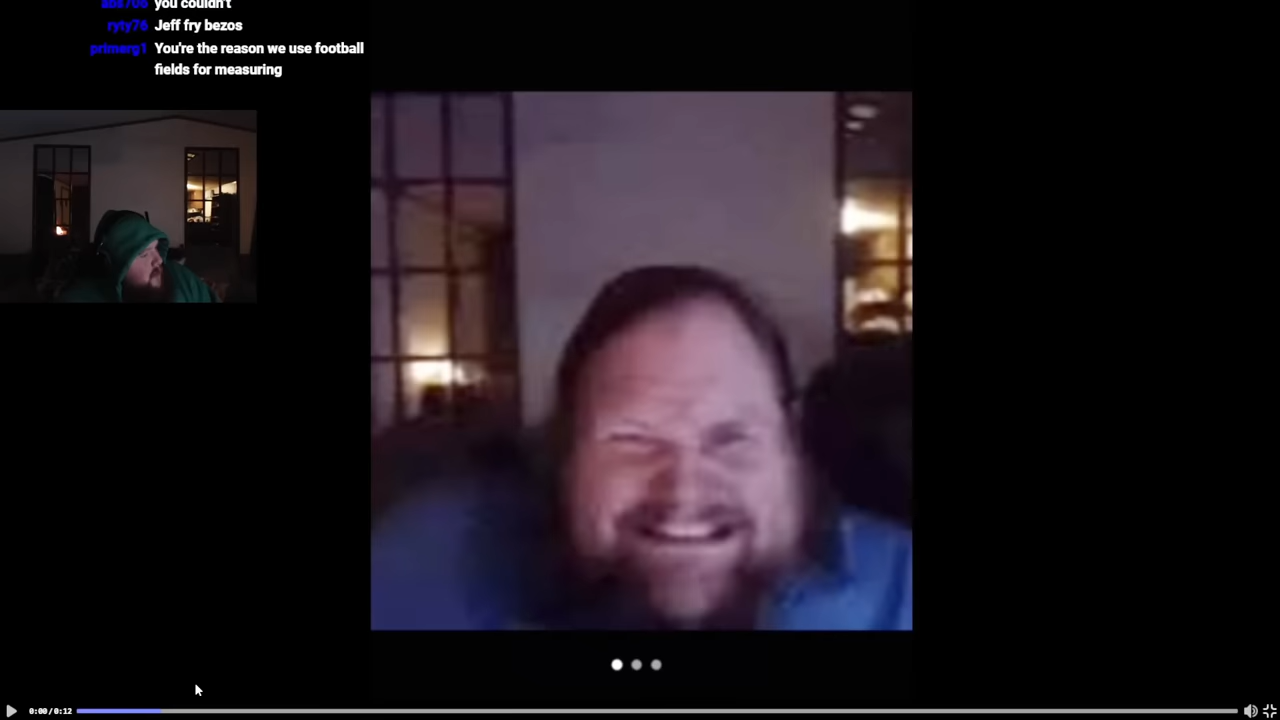 you couldn't
ryty76 Jeff fry bezos
primerg1 You're the reason we use football
fields for measuring
0:00 / 0:12